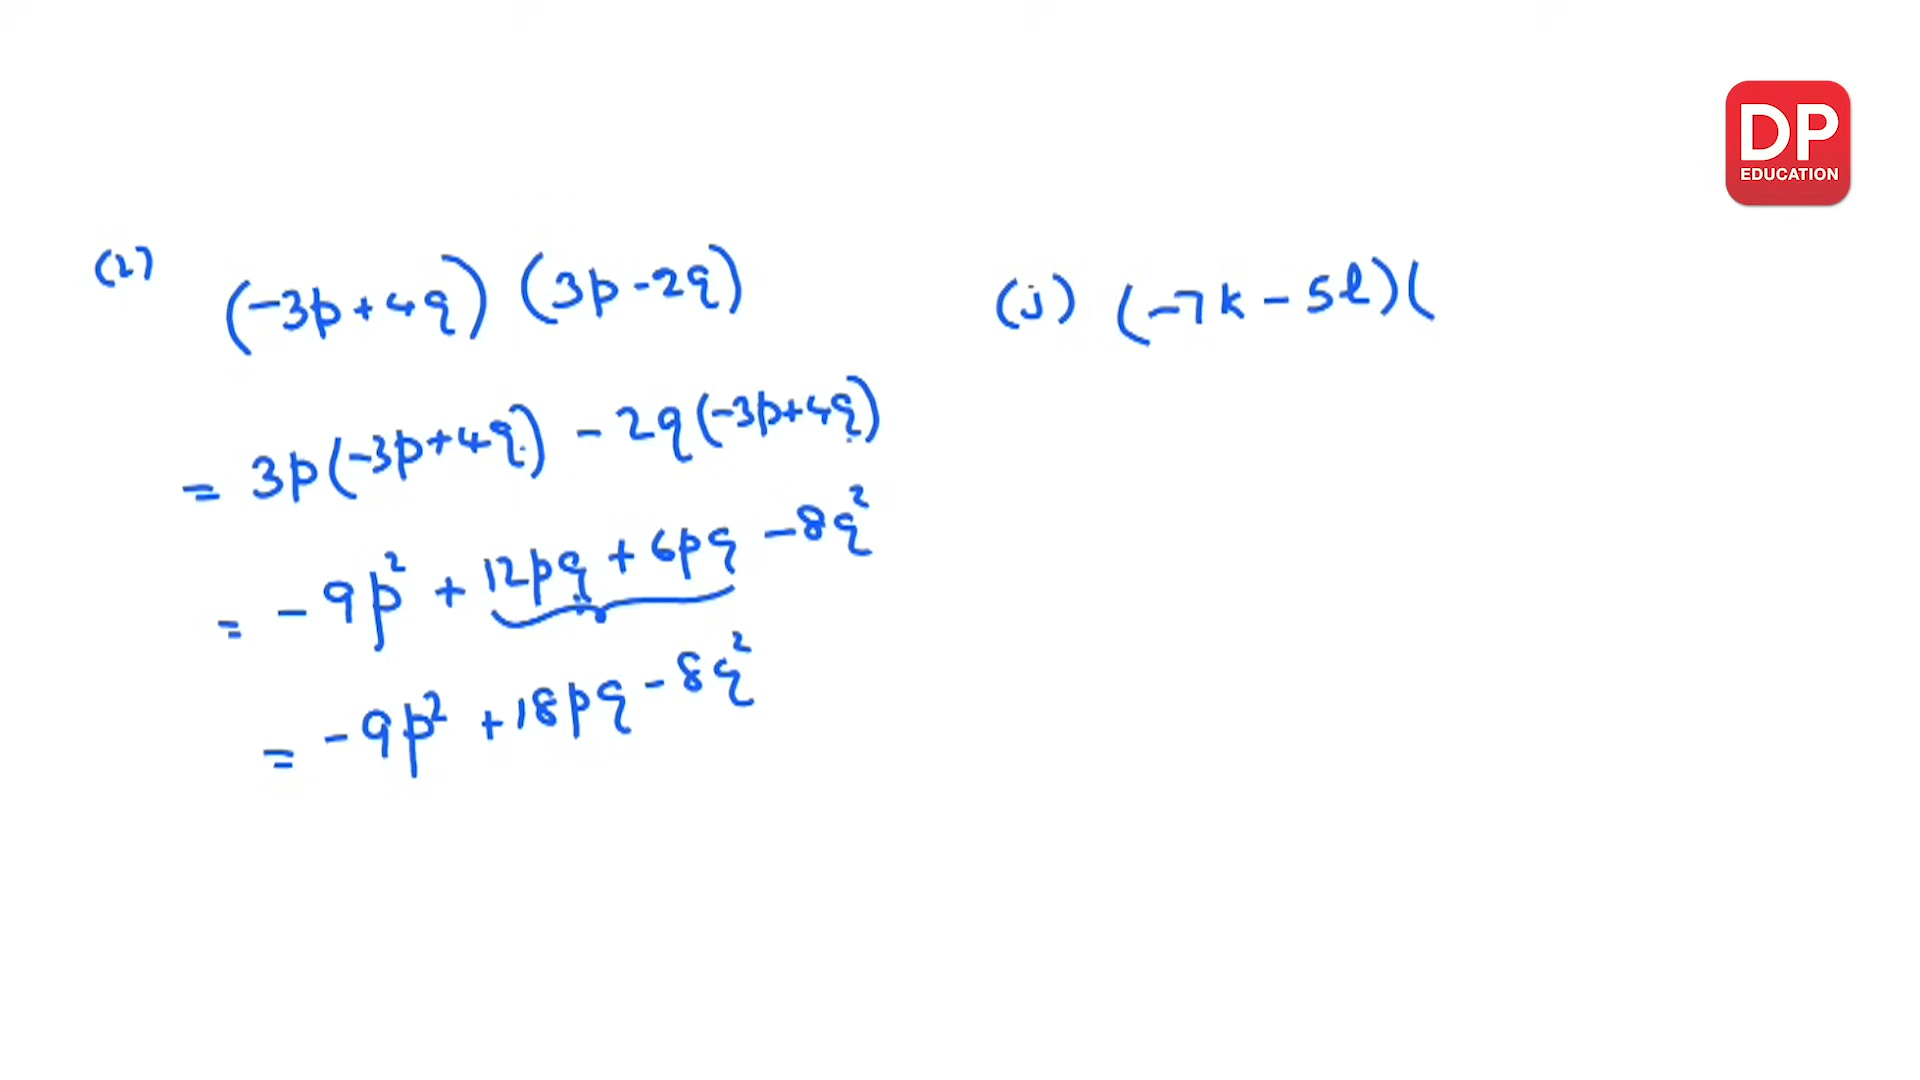 DP
EDUCATION
(2) (-3p+4q) (3p-2q)
= 3p(-3p+4q) - 2q(-3p+4q)
= -9p² + 12pq + 6pq - 8q²
= -9p² + 18pq - 8q²
(j) (-7k - 5l)(